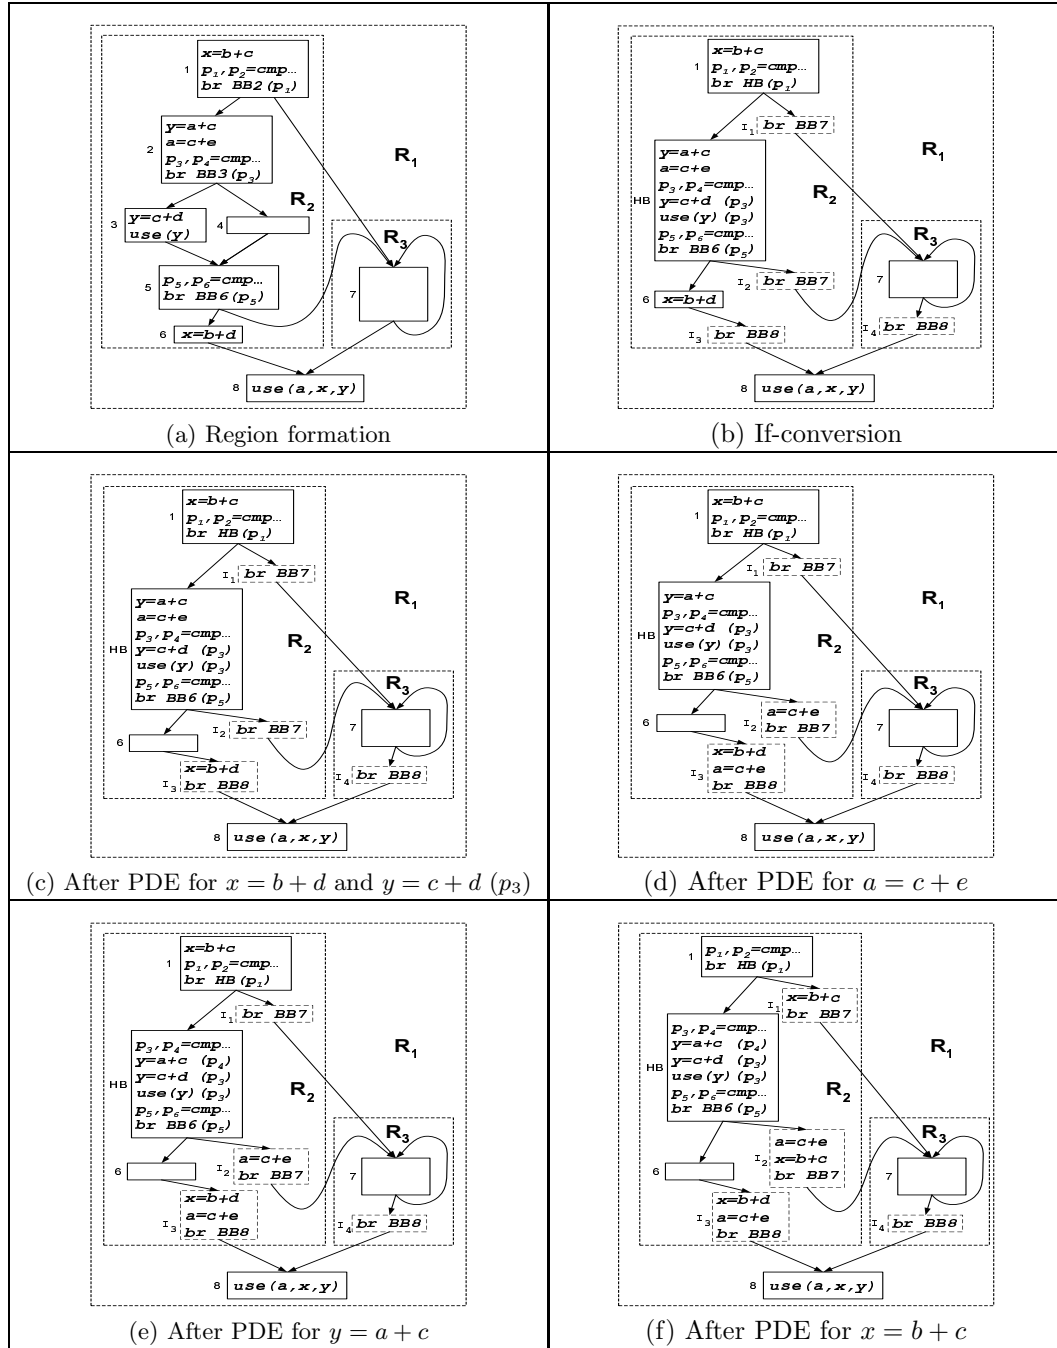 x=b+c
1
p₁,p₂=cmp…
br BB2(p₁)
y=a+c
2
a=c+e
p₃,p₄=cmp…
br BB3(p₃)
R₁
R₂
3
y=c+d
use(y)
4
R₃
5
p₅,p₆=cmp…
br BB6(p₅)
7
6
x=b+d
8
use(a,x,y)
(a) Region formation
x=b+c
1
p₁,p₂=cmp…
br HB(p₁)
I₁
br BB7
y=a+c
a=c+e
p₃,p₄=cmp…
HB
y=c+d (p₃)
use(y)(p₃)
p₅,p₆=cmp…
br BB6(p₅)
R₁
R₂
R₃
I₂
br BB7
7
6
x=b+d
I₃
br BB8
I₄
br BB8
8
use(a,x,y)
(b) If-conversion
x=b+c
1
p₁,p₂=cmp…
br HB(p₁)
I₁
br BB7
y=a+c
a=c+e
p₃,p₄=cmp…
HB
y=c+d (p₃)
use(y)(p₃)
p₅,p₆=cmp…
br BB6(p₅)
R₁
R₂
R₃
I₂
br BB7
7
6
I₃
x=b+d
br BB8
I₄
br BB8
8
use(a,x,y)
(c) After PDE for x = b + d and y = c + d (p₃)
x=b+c
1
p₁,p₂=cmp…
br HB(p₁)
I₁
br BB7
y=a+c
p₃,p₄=cmp…
HB
y=c+d (p₃)
use(y)(p₃)
p₅,p₆=cmp…
br BB6(p₅)
R₁
R₂
R₃
I₂
a=c+e
br BB7
7
6
I₃
x=b+d
a=c+e
br BB8
I₄
br BB8
8
use(a,x,y)
(d) After PDE for a = c + e
x=b+c
1
p₁,p₂=cmp…
br HB(p₁)
I₁
br BB7
p₃,p₄=cmp…
y=a+c (p₄)
HB
y=c+d (p₃)
use(y)(p₃)
p₅,p₆=cmp…
br BB6(p₅)
R₁
R₂
R₃
I₂
a=c+e
br BB7
7
6
I₃
x=b+d
a=c+e
br BB8
I₄
br BB8
8
use(a,x,y)
(e) After PDE for y = a + c
1
p₁,p₂=cmp…
br HB(p₁)
I₁
x=b+c
br BB7
p₃,p₄=cmp…
y=a+c (p₄)
HB
y=c+d (p₃)
use(y)(p₃)
p₅,p₆=cmp…
br BB6(p₅)
R₁
R₂
R₃
I₂
a=c+e
x=b+c
br BB7
7
6
I₃
x=b+d
a=c+e
br BB8
I₄
br BB8
8
use(a,x,y)
(f) After PDE for x = b + c